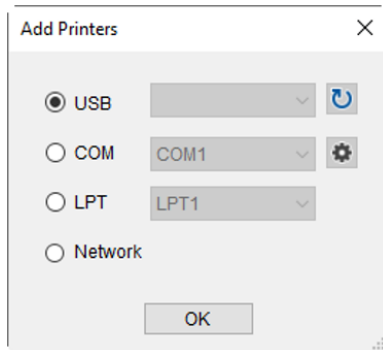 Add Printers
USB
COM COM1
LPT LPT1
Network
OK